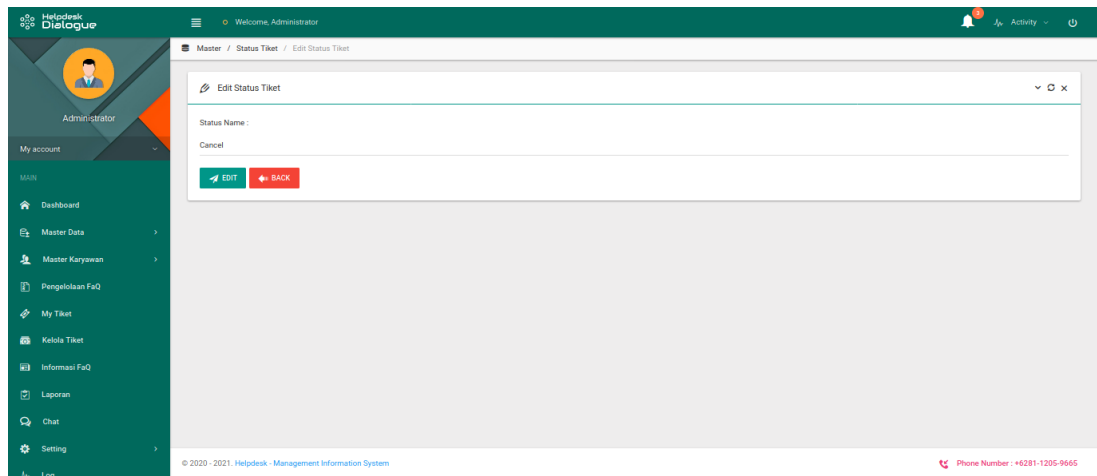 Helpdesk
Dialogue
Welcome, Administrator
3
Activity
Master / Status Tiket / Edit Status Tiket
Administrator
My account
MAIN
Dashboard
Master Data
Master Karyawan
Pengelolaan FaQ
My Tiket
Kelola Tiket
Informasi FaQ
Laporan
Chat
Setting
Log
Edit Status Tiket
Status Name :
Cancel
EDIT
BACK
© 2020 - 2021. Helpdesk - Management Information System
Phone Number : +6281-1205-9665